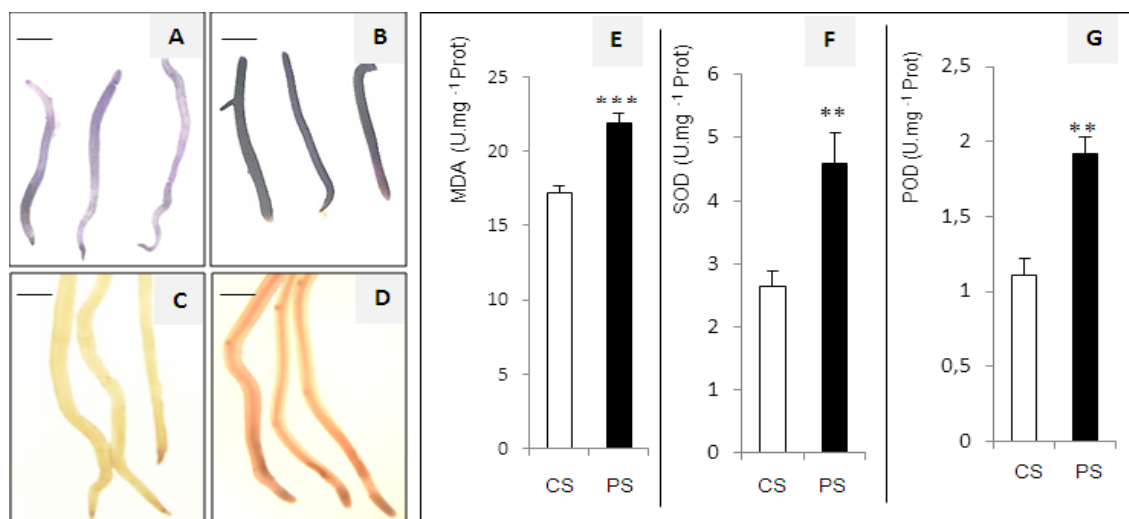 A
B
C
D
E
MDA (U.mg -1 Prot)
25
20
15
10
5
0
***
CS PS
F
SOD (U.mg -1 Prot)
6
5
4
3
2
1
0
**
CS PS
G
POD (U.mg -1 Prot)
2,5
2
1,5
1
0,5
0
**
CS PS